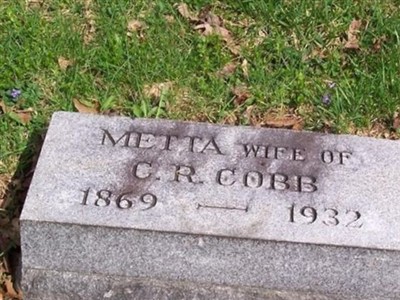 METTA WIFE OF
C. R. COBB
1869 — 1932